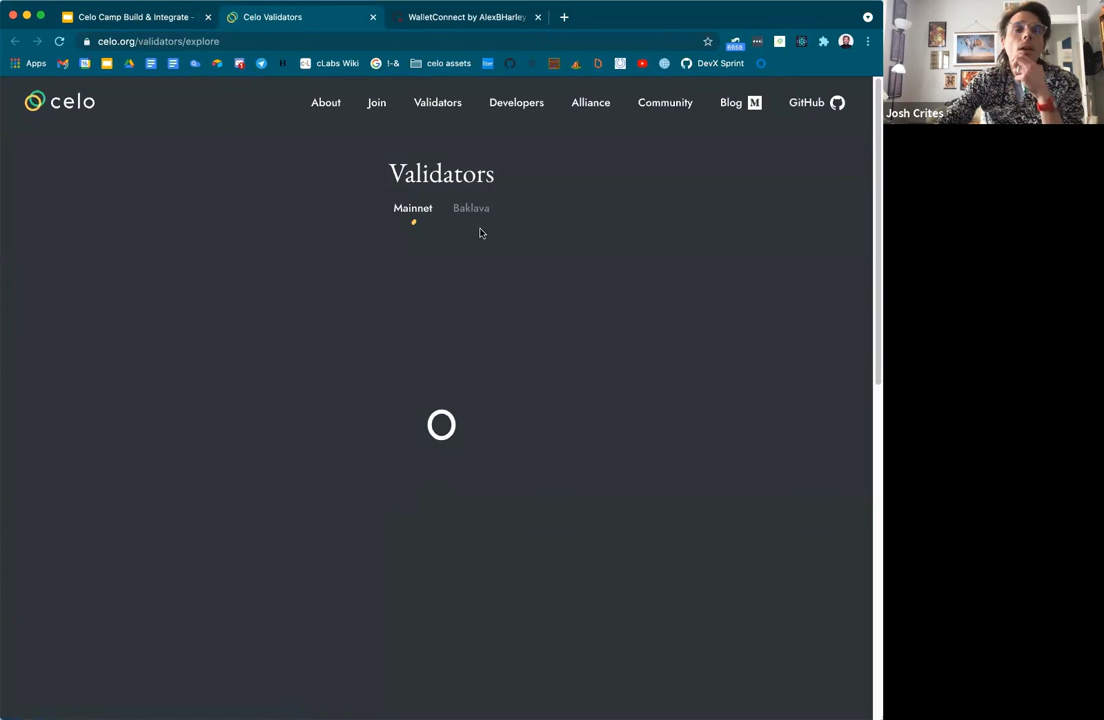 Celo Camp Build & Integrate -
Celo Validators
WalletConnect by AlexBHarley
celo.org/validators/explore
6658
Apps
cLabs Wiki
!-&
celo assets
DevX Sprint
celo
About
Join
Validators
Developers
Alliance
Community
Blog
GitHub
Validators
Mainnet
Baklava
Josh Crites